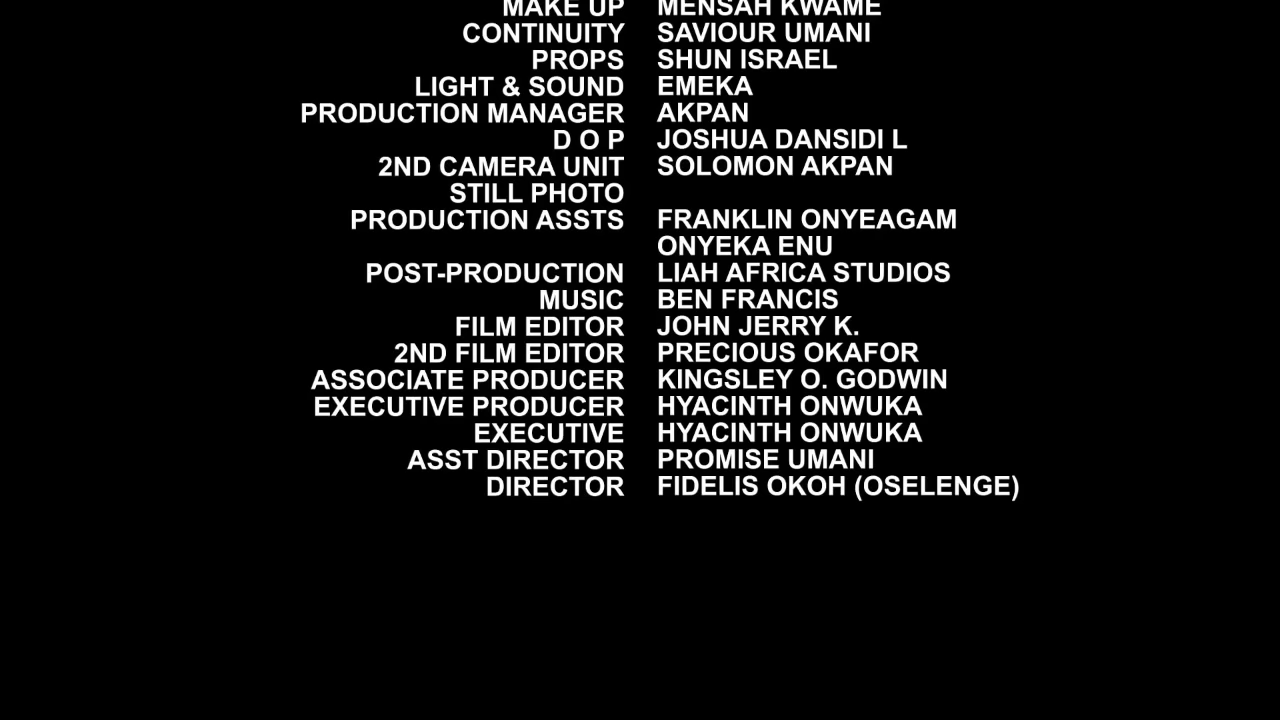 MAKE UP MENSAH KWAME
CONTINUITY SAVIOUR UMANI
PROPS SHUN ISRAEL
LIGHT & SOUND EMEKA
PRODUCTION MANAGER AKPAN
D O P JOSHUA DANSIDI L
2ND CAMERA UNIT SOLOMON AKPAN
STILL PHOTO
PRODUCTION ASSTS FRANKLIN ONYEAGAM
ONYEKA ENU
POST-PRODUCTION LIAH AFRICA STUDIOS
MUSIC BEN FRANCIS
FILM EDITOR JOHN JERRY K.
2ND FILM EDITOR PRECIOUS OKAFOR
ASSOCIATE PRODUCER KINGSLEY O. GODWIN
EXECUTIVE PRODUCER HYACINTH ONWUKA
EXECUTIVE HYACINTH ONWUKA
ASST DIRECTOR PROMISE UMANI
DIRECTOR FIDELIS OKOH (OSELENGE)